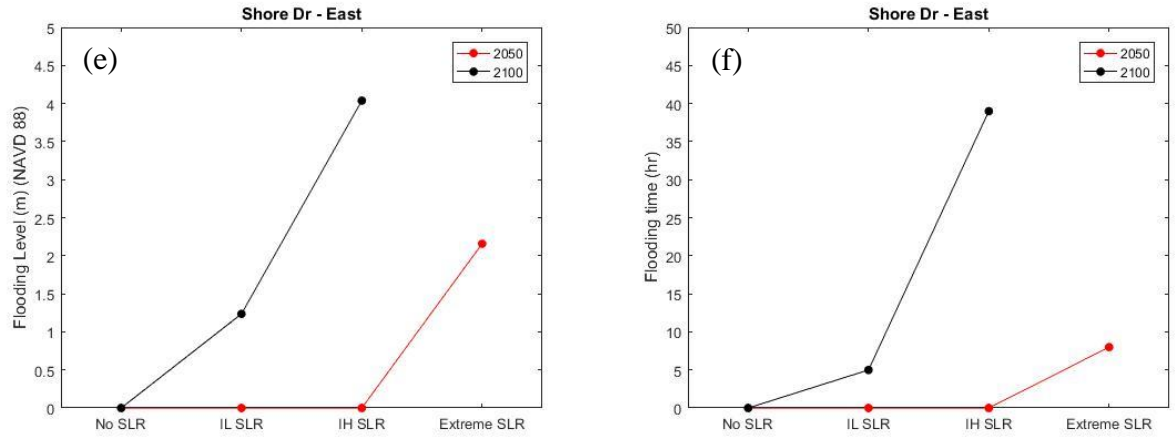 Shore Dr - East
(e)
2050
2100
5
4.5
4
3.5
3
2.5
2
1.5
1
0.5
0
Flooding Level (m) (NAVD 88)
No SLR
IL SLR
IH SLR
Extreme SLR
Shore Dr - East
(f)
2050
2100
50
45
40
35
30
25
20
15
10
5
0
Flooding time (hr)
No SLR
IL SLR
IH SLR
Extreme SLR